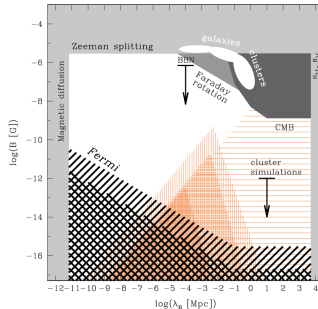 galaxies
clusters
Zeeman splitting
BBN
Faraday
rotation
Magnetic diffusion
CMB
Fermi
cluster
simulations
log(B [G])
−4
−6
−8
−10
−12
−14
−16
−12−11−10−9 −8 −7 −6 −5 −4 −3 −2 −1 0 1 2 3 4
log(λB [Mpc)